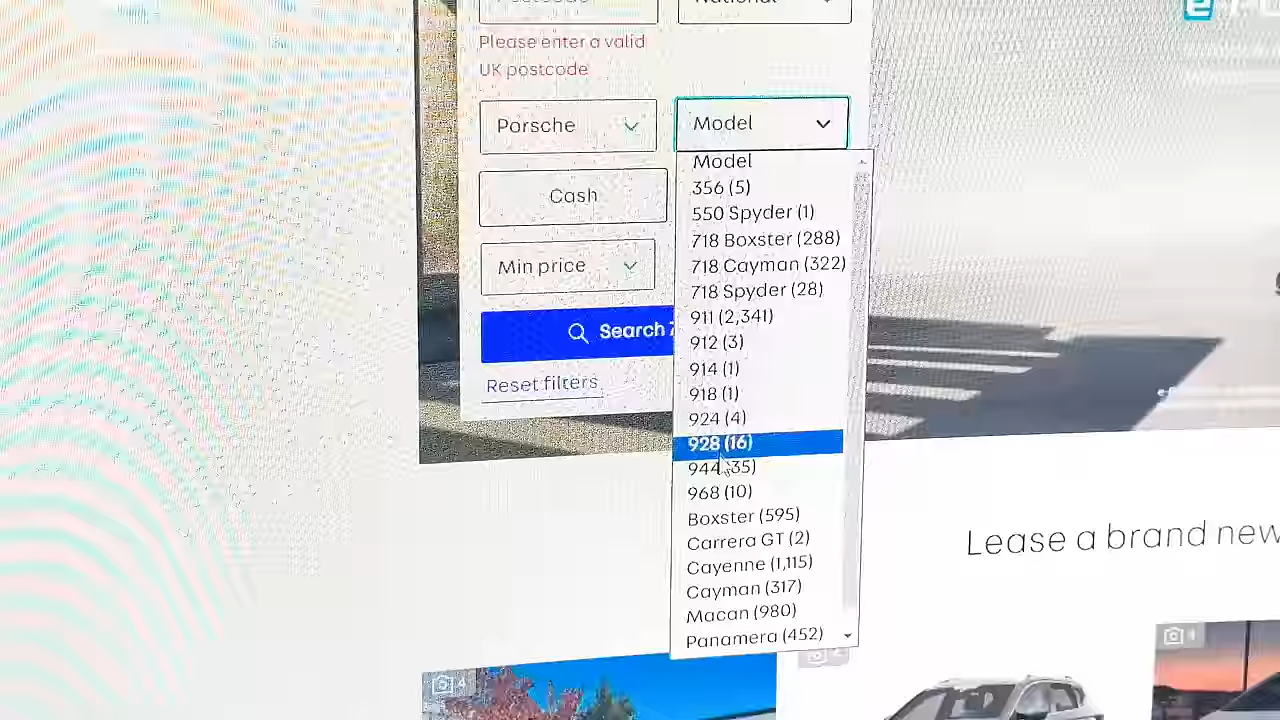 Please enter a valid
UK postcode
Porsche
Model
Cash
Min price
Search
Reset filters
Model
356 (5)
550 Spyder (1)
718 Boxster (288)
718 Cayman (322)
718 Spyder (28)
911 (2,341)
912 (3)
914 (1)
918 (1)
924 (4)
928 (16)
944 (35)
968 (10)
Boxster (595)
Carrera GT (2)
Cayenne (1,115)
Cayman (317)
Macan (980)
Panamera (452)
Lease a brand new
4